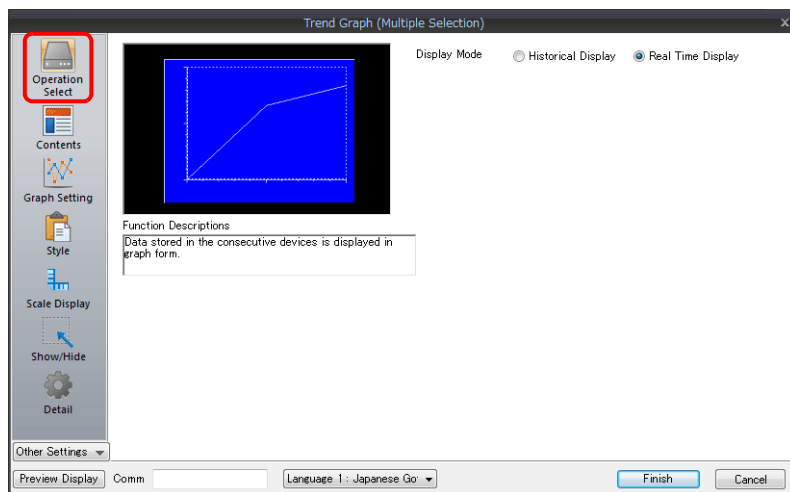 Trend Graph (Multiple Selection)
x
Operation
Select
Contents
Graph Setting
Style
Scale Display
Show/Hide
Detail
Other Settings
Display Mode
Historical Display
Real Time Display
Function Descriptions
Data stored in the consecutive devices is displayed in
graph form.
Preview Display
Comm
Language 1 : Japanese Go
Finish
Cancel